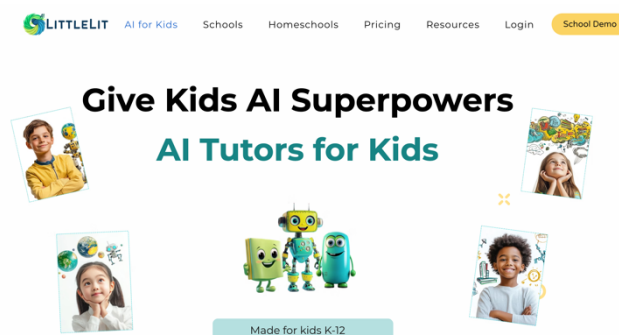 LITTLELIT
AI for Kids Schools Homeschools Pricing Resources Login School Demo
Give Kids AI Superpowers
AI Tutors for Kids
Made for kids K-12